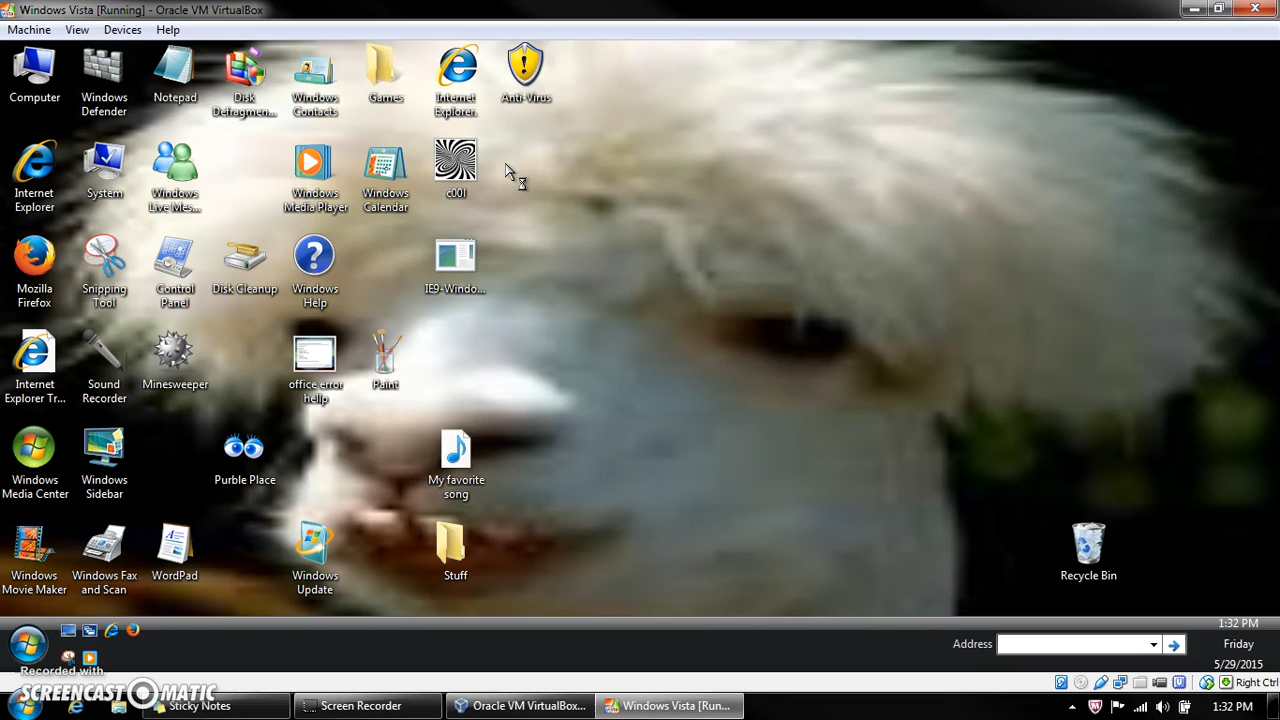 Windows Vista [Running] - Oracle VM VirtualBox
Machine View Devices Help
Computer
Windows Defender
Notepad
Disk Defragmen...
Windows Contacts
Games
Internet Explorer.
Anti-Virus
Internet Explorer
System
Windows Live Mes...
Windows Media Player
Windows Calendar
c00l
Mozilla Firefox
Snipping Tool
Control Panel
Disk Cleanup
Windows Help
IE9-Windo...
Internet Explorer Tr...
Sound Recorder
Minesweeper
office error hellp
Paint
Windows Media Center
Windows Sidebar
Purble Place
My favorite song
Windows Movie Maker
Windows Fax and Scan
WordPad
Windows Update
Stuff
Recycle Bin
1:32 PM
Address
Friday
5/29/2015
Recorded with
SCREENCAST-O-MATIC
Right Ctrl
Sticky Notes
Screen Recorder
Oracle VM VirtualBo...
Windows Vista [Run...
1:32 PM